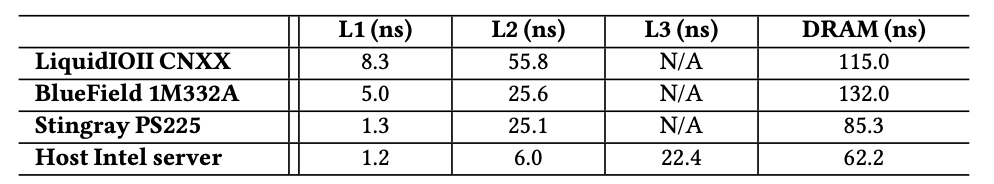 L1 (ns) L2 (ns) L3 (ns) DRAM (ns)
LiquidIOII CNXX 8.3 55.8 N/A 115.0
BlueField 1M332A 5.0 25.6 N/A 132.0
Stingray PS225 1.3 25.1 N/A 85.3
Host Intel server 1.2 6.0 22.4 62.2